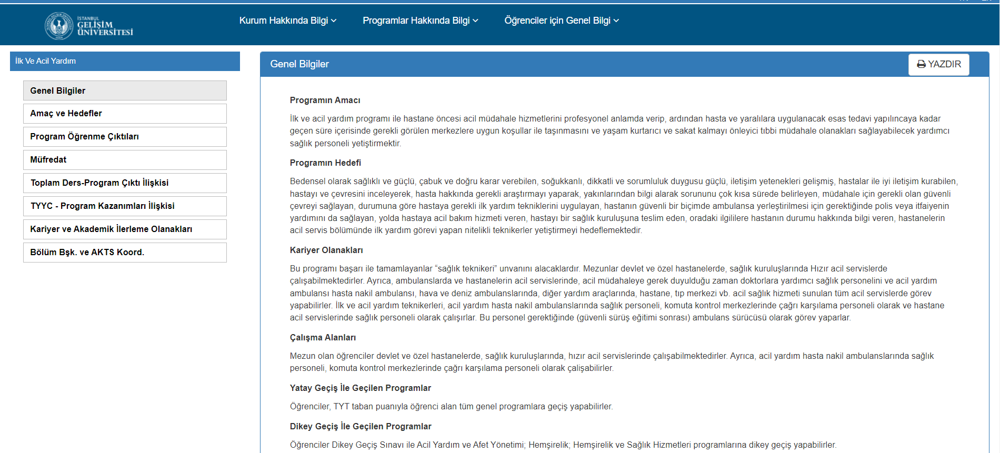 İSTANBUL
GELİŞİM
ÜNİVERSİTESİ
Kurum Hakkında Bilgi
Programlar Hakkında Bilgi
Öğrenciler için Genel Bilgi
İlk Ve Acil Yardım
Genel Bilgiler
Amaç ve Hedefler
Program Öğrenme Çıktıları
Müfredat
Toplam Ders-Program Çıktı İlişkisi
TYYC - Program Kazanımları İlişkisi
Kariyer ve Akademik İlerleme Olanakları
Bölüm Bşk. ve AKTS Koord.
Genel Bilgiler
YAZDIR
Programın Amacı
İlk ve acil yardım programı ile hastane öncesi acil müdahale hizmetlerini profesyonel anlamda verip, ardından hasta ve yaralılara uygulanacak esas tedavi yapılıncaya kadar
geçen süre içerisinde gerekli görülen merkezlere uygun koşullar ile taşınmasını ve yaşam kurtarıcı ve sakat kalmayı önleyici tıbbi müdahale olanakları sağlayabilecek yardımcı
sağlık personeli yetiştirmektir.
Programın Hedefi
Bedensel olarak sağlıklı ve güçlü, çabuk ve doğru karar verebilen, soğukkanlı, dikkatli ve sorumluluk duygusu güçlü, iletişim yetenekleri gelişmiş, hastalar ile iyi iletişim kurabilen,
hastayı ve çevresini inceleyerek, hasta hakkında gerekli araştırmayı yaparak, yakınlarından bilgi alarak sorununu çok kısa sürede belirleyen, müdahale için gerekli olan güvenli
çevreyi sağlayan, durumuna göre hastaya gerekli ilk yardım tekniklerini uygulayan, hastanın güvenli bir biçimde ambulansa yerleştirilmesi için gerektiğinde polis veya itfaiyenin
yardımını da sağlayan, yolda hastaya acil bakım hizmeti veren, hastayı bir sağlık kuruluşuna teslim eden, oradaki ilgililere hastanın durumu hakkında bilgi veren, hastanelerin
acil servis bölümünde ilk yardım görevi yapan nitelikli teknikerler yetiştirmeyi hedeflemektedir.
Kariyer Olanakları
Bu programı başarı ile tamamlayanlar “sağlık teknikeri” unvanını alacaklardır. Mezunlar devlet ve özel hastanelerde, sağlık kuruluşlarında Hızır acil servislerde
çalışabilmektedirler. Ayrıca, ambulanslarda ve hastanelerin acil servislerinde, acil müdahaleye gerek duyulduğu zaman doktorlara yardımcı sağlık personelini ve acil yardım
ambulansı hasta nakil ambulansı, hava ve deniz ambulanslarında, diğer yardım araçlarında, hastane, tıp merkezi vb. acil sağlık hizmeti sunulan tüm acil servislerde görev
yapabilirler. İlk ve acil yardım teknikerleri, acil yardım hasta nakil ambulanslarında sağlık personeli, komuta kontrol merkezlerinde çağrı karşılama personeli olarak ve hastane
acil servislerinde sağlık personeli olarak çalışırlar. Bu personel gerektiğinde (güvenli sürüş eğitimi sonrası) ambulans sürücüsü olarak görev yaparlar.
Çalışma Alanları
Mezun olan öğrenciler devlet ve özel hastanelerde, sağlık kuruluşlarında, hızır acil servislerinde çalışabilmektedirler. Ayrıca, acil yardım hasta nakil ambulanslarında sağlık
personeli, komuta kontrol merkezlerinde çağrı karşılama personeli olarak çalişabilirler.
Yatay Geçiş İle Geçilen Programlar
Öğrenciler, TYT taban puanıyla öğrenci alan tüm genel programlara geçiş yapabilirler.
Dikey Geçiş İle Geçilen Programlar
Öğrenciler Dikey Geçiş Sınavı ile Acil Yardım ve Afet Yönetimi; Hemşirelik; Hemşirelik ve Sağlık Hizmetleri programlarına dikey geçiş yapabilirler.